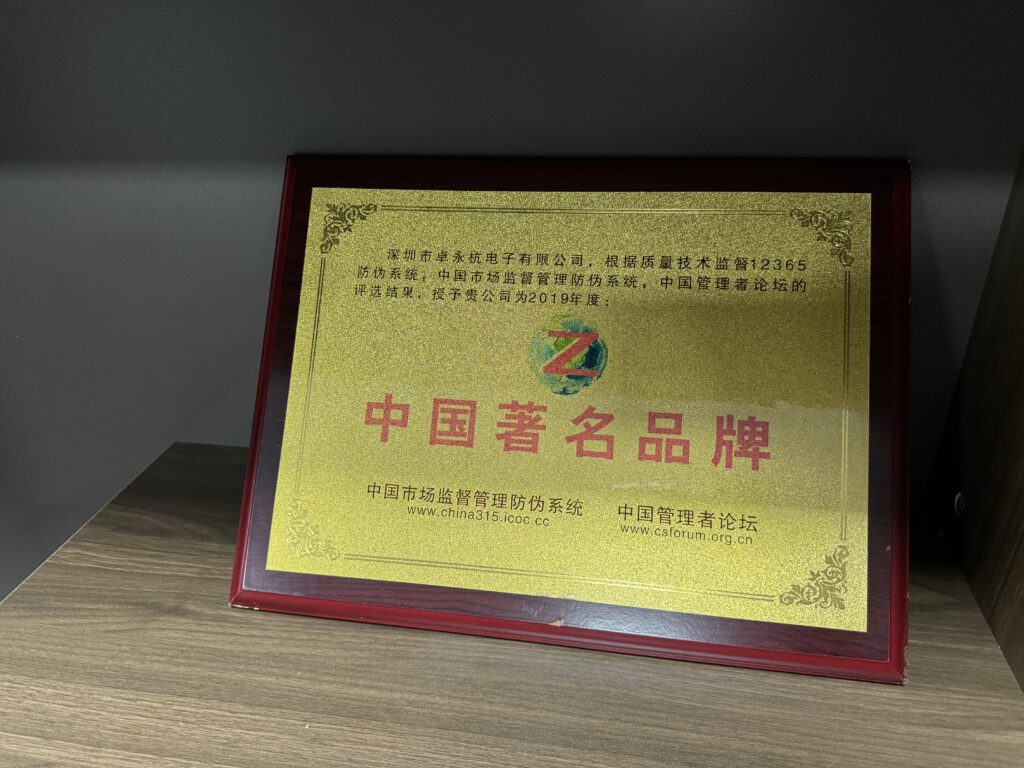 深圳市卓永杭电子有限公司，根据质量技术监督12365
防伪系统，中国市场监督管理防伪系统，中国管理者论坛的
评选结果，授予贵公司为2019年度：
Z
中国著名品牌
中国市场监督管理防伪系统 中国管理者论坛
www.china315.icoc.cc www.csforum.org.cn